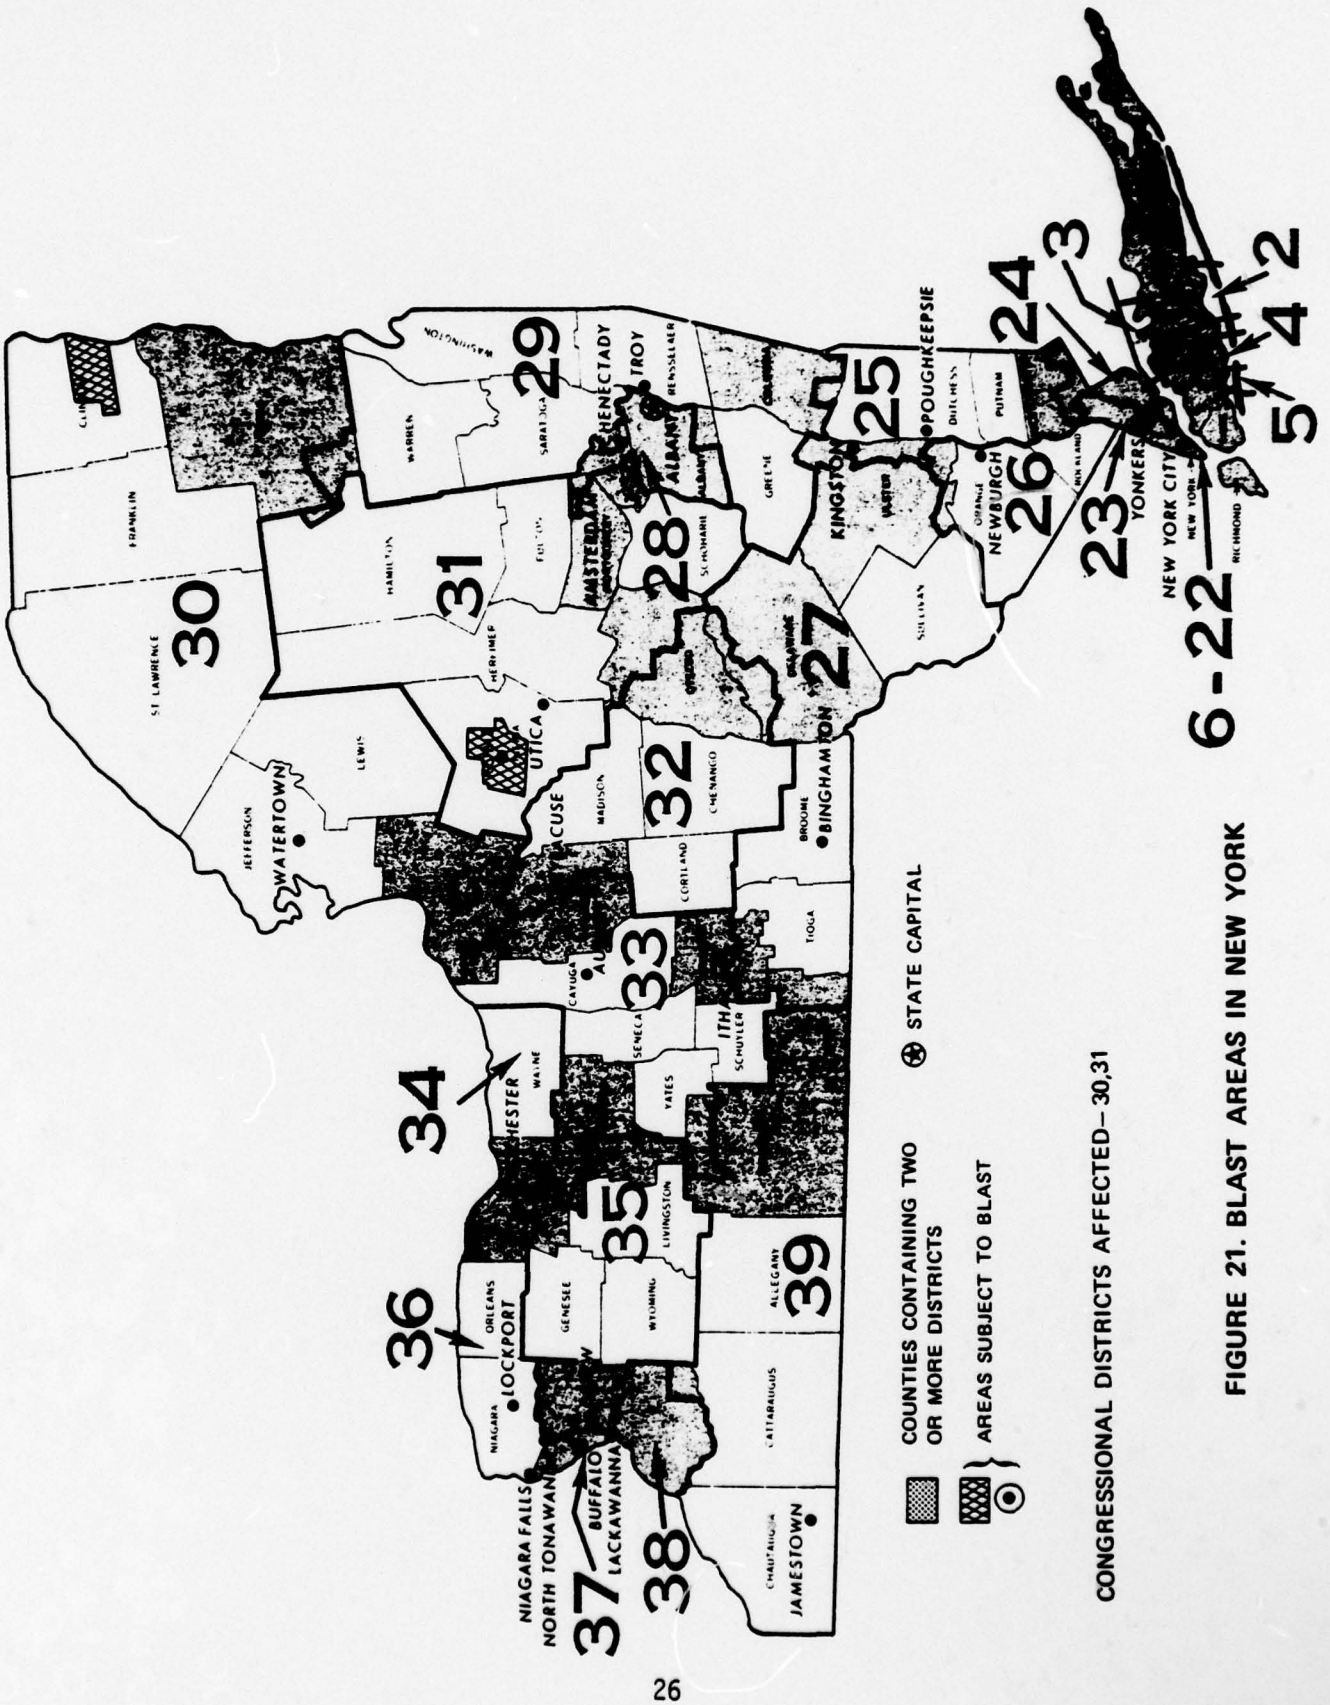 30
ST. LAWRENCE
FRANKLIN
JEFFERSON
WATERTOWN
LEWIS
HAMILTON
31
HERKIMER
FULTON
WARREN
WASHINGTON
SARATOGA
29
SCHENECTADY
TROY
RENSSELAER
ALBANY
AMSTERDAM
MONTGOMERY
28
SCHOHARIE
GREENE
OTSEGO
DELAWARE
27
UTICA
MADISON
32
CHENANGO
BROOME
BINGHAMTON
CORTLAND
TIOGA
33
CAYUGA
SENECA
SCHUYLER
YATES
34
WAYNE
36
ORLEANS
NIAGARA
LOCKPORT
GENESEE
WYOMING
35
LIVINGSTON
ALLEGANY
39
CATTARAUGUS
CHAUTAUQUA
JAMESTOWN
NIAGARA FALLS
37
BUFFALO
LACKAWANNA
38
KINGSTON
ULSTER
25
POUGHKEEPSIE
DUTCHESS
PUTNAM
SULLIVAN
ORANGE
NEWBURGH
26
ROCKLAND
24
3
23
YONKERS
NEW YORK CITY
NEW YORK
6-22
RICHMOND
5
4
2
COUNTIES CONTAINING TWO
OR MORE DISTRICTS
STATE CAPITAL
AREAS SUBJECT TO BLAST
CONGRESSIONAL DISTRICTS AFFECTED—30,31
FIGURE 21. BLAST AREAS IN NEW YORK
26